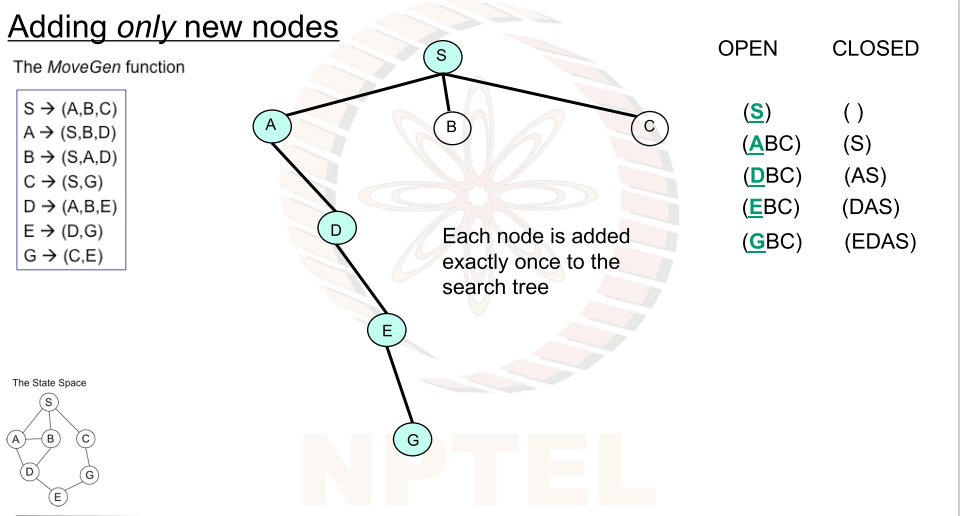 Adding only new nodes
The MoveGen function
S → (A,B,C)
A → (S,B,D)
B → (S,A,D)
C → (S,G)
D → (A,B,E)
E → (D,G)
G → (C,E)
S
A
B
C
D
E
G
Each node is added
exactly once to the
search tree
OPEN CLOSED
(S) ( )
(ABC) (S)
(DBC) (AS)
(EBC) (DAS)
(GBC) (EDAS)
The State Space
S
A
B
C
D
G
E
NPTEL